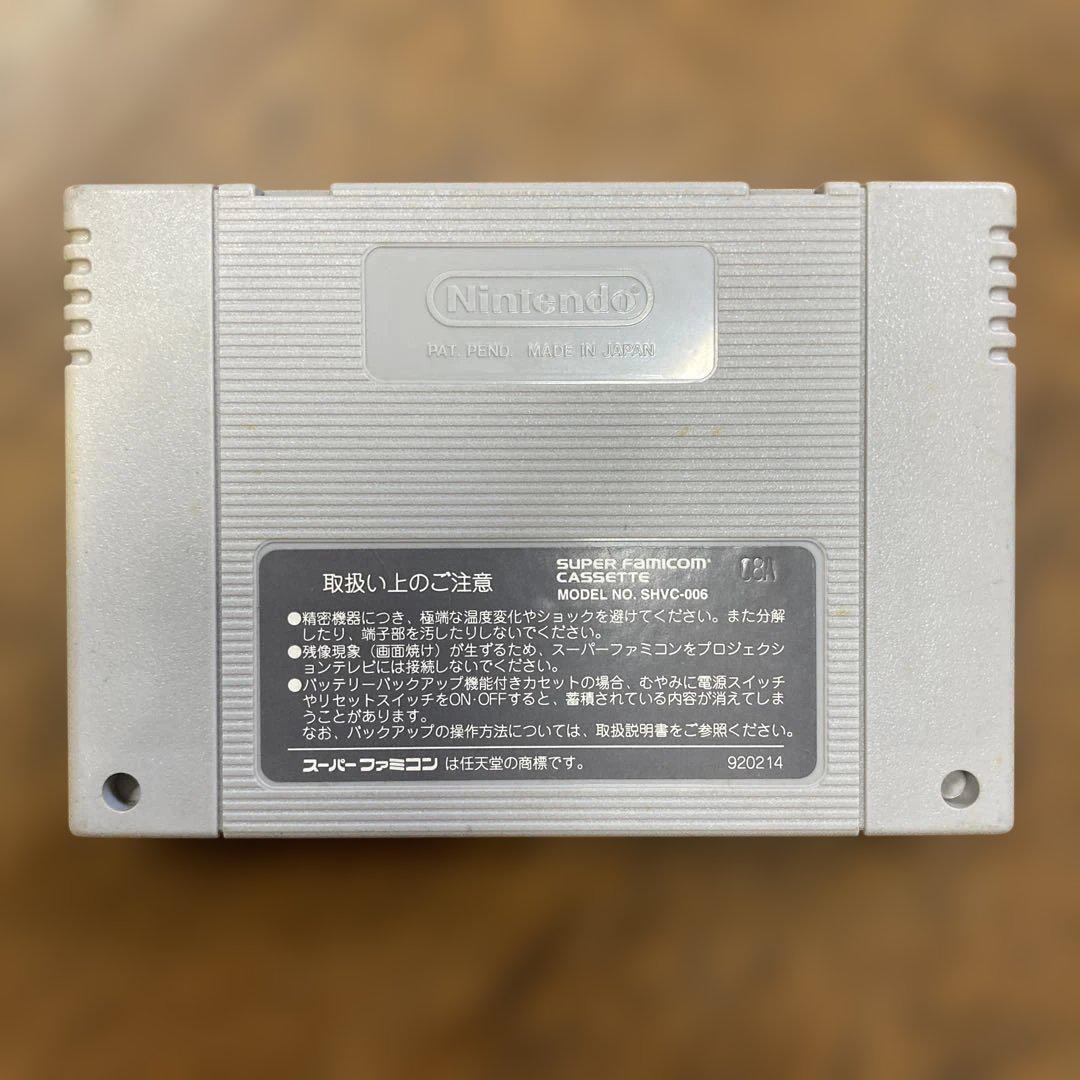 Nintendo®
PAT. PEND. MADE IN JAPAN
取扱い上のご注意
SUPER FAMICOM®
CASSETTE
MODEL NO. SHVC-006
●精密機器につき、極端な温度変化やショックを避けてください。また分解
したり、端子部を汚したりしないでください。
●残像現象（画面焼け）が生ずるため、スーパーファミコンをプロジェクシ
ョンテレビには接続しないでください。
●バッテリーバックアップ機能付きカセットの場合、むやみに電源スイッチ
やリセットスイッチをON・OFFすると、蓄積されている内容が消えてしま
うことがあります。
なお、バックアップの操作方法については、取扱説明書をご参照ください。
スーパーファミコン は任天堂の商標です。
920214